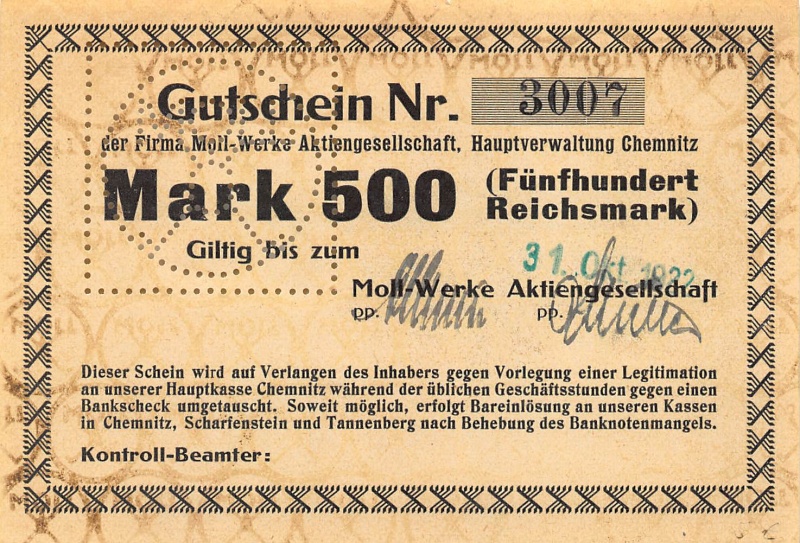 Gutschein Nr. 3007
der Firma Moll-Werke Aktiengesellschaft, Hauptverwaltung Chemnitz
Mark 500 (Fünfhundert
Reichsmark)
Giltig bis zum
31. Okt 1922
Moll-Werke Aktiengesellschaft
pp. pp.
Dieser Schein wird auf Verlangen des Inhabers gegen Vorlegung einer Legitimation
an unserer Hauptkasse Chemnitz während der üblichen Geschäftsstunden gegen einen
Bankscheck umgetauscht. Soweit möglich, erfolgt Bareinlösung an unseren Kassen
in Chemnitz, Scharfenstein und Tannenberg nach Behebung des Banknotenmangels.
Kontroll-Beamter: